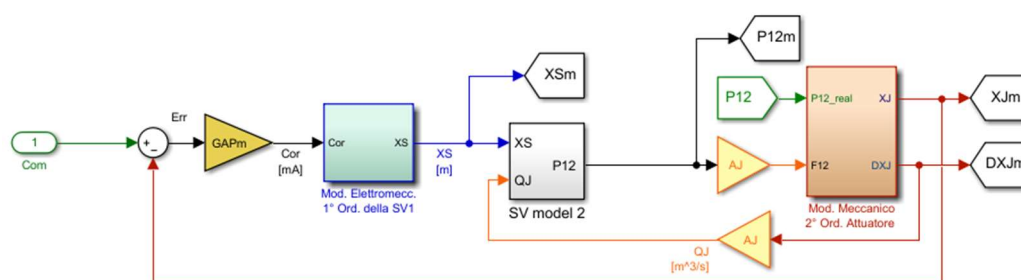 1
Com
+
-
Err
GAPm
Cor
[mA]
Cor
XS
Mod. Elettromecc.
1° Ord. della SV1
XS
[m]
XSm
XS
QJ
P12
SV model 2
P12m
P12
AJ
P12_real
F12
XJ
DXJ
Mod. Meccanico
2° Ord. Attuatore
XJm
DXJm
AJ
QJ
[m^3/s]